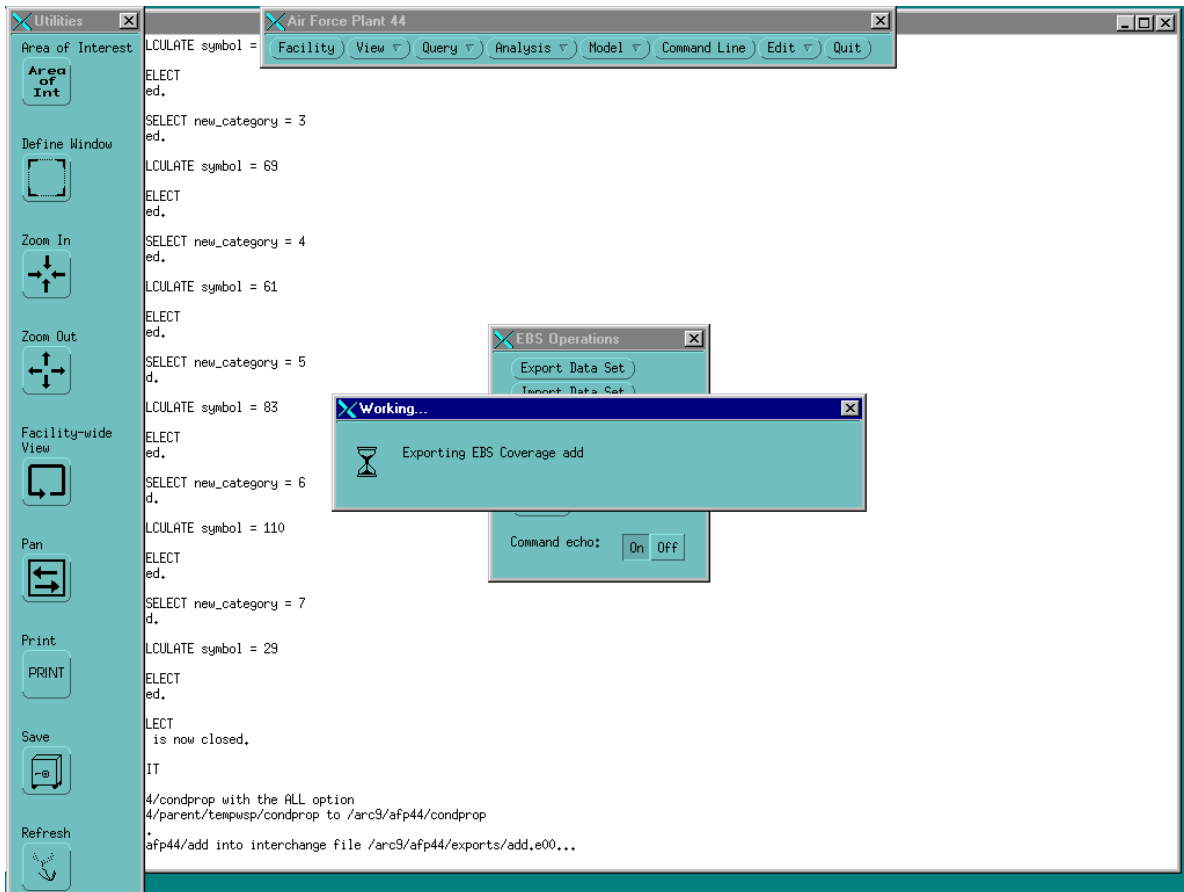 Utilities
Area of Interest
Area
of
Int
Define Window
Zoom In
Zoom Out
Facility-wide
View
Pan
Print
PRINT
Save
Refresh
Air Force Plant 44
Facility View Query Analysis Model Command Line Edit Quit
LCULATE symbol =
ELECT
ed.
SELECT new_category = 3
ed.
LCULATE symbol = 69
ELECT
ed.
SELECT new_category = 4
ed.
LCULATE symbol = 61
ELECT
ed.
SELECT new_category = 5
d.
LCULATE symbol = 83
ELECT
ed.
SELECT new_category = 6
d.
LCULATE symbol = 110
ELECT
ed.
SELECT new_category = 7
d.
LCULATE symbol = 29
ELECT
ed.
LECT
is now closed.
IT
4/condprop with the ALL option
4/parent/tempwsp/condprop to /arc9/afp44/condprop
.
afp44/add into interchange file /arc9/afp44/exports/add.e00...
EBS Operations
Export Data Set
Import Data Set
Working...
Exporting EBS Coverage add
Command echo: On Off